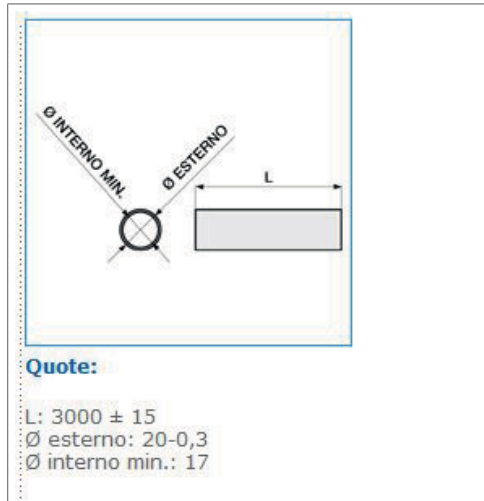 Ø INTERNO MIN.
Ø ESTERNO
L
Quote:
L: 3000 ± 15
Ø esterno: 20-0,3
Ø interno min.: 17